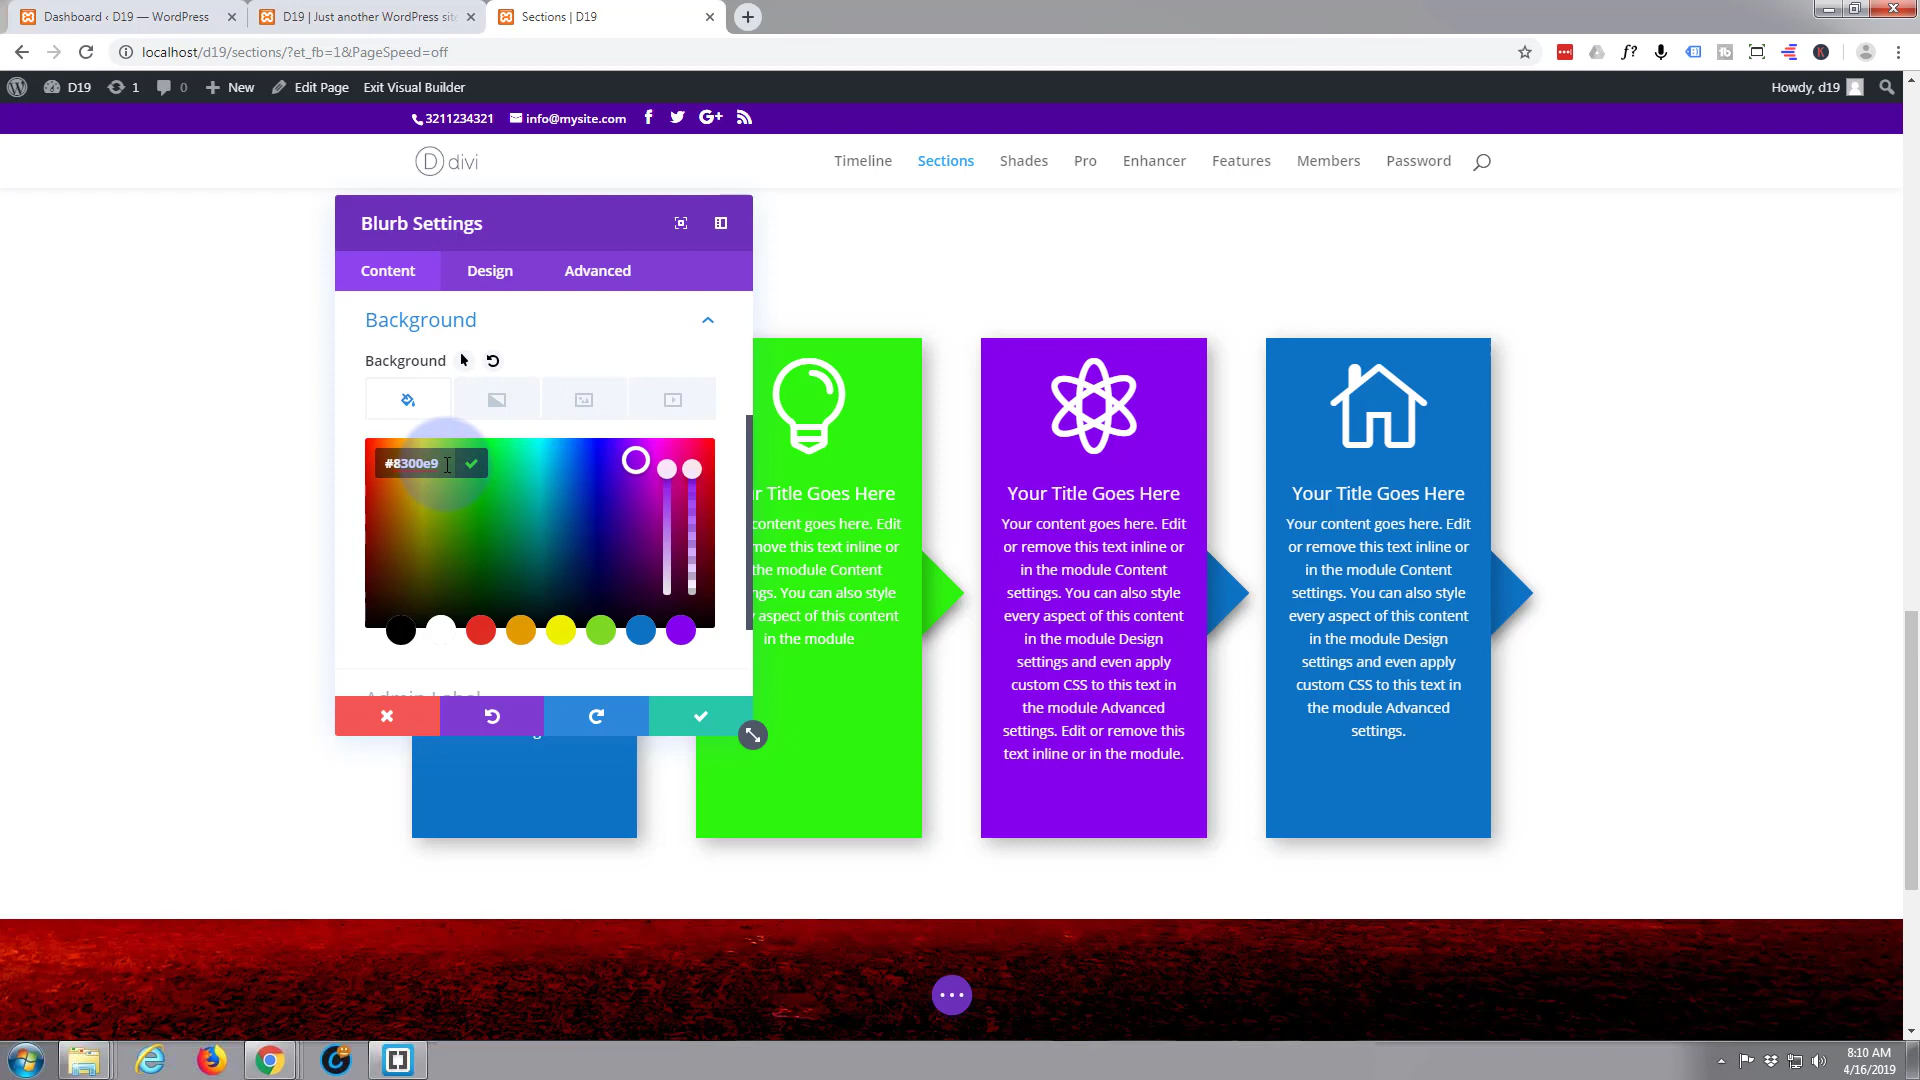 Dashboard ‹ D19 — WordPress
D19 | Just another WordPress site
Sections | D19
localhost/d19/sections/?et_fb=1&PageSpeed=off
D19
1
0
New
Edit Page
Exit Visual Builder
Howdy, d19
3211234321
info@mysite.com
divi
Timeline
Sections
Shades
Pro
Enhancer
Features
Members
Password
Blurb Settings
Content
Design
Advanced
Background
Background
#8300e9
Admin Label
r Title Goes Here
content goes here. Edit
move this text inline or
the module Content
ngs. You can also style
aspect of this content
in the module
Your Title Goes Here
Your content goes here. Edit
or remove this text inline or
in the module Content
settings. You can also style
every aspect of this content
in the module Design
settings and even apply
custom CSS to this text in
the module Advanced
settings. Edit or remove this
text inline or in the module.
Your Title Goes Here
Your content goes here. Edit
or remove this text inline or
in the module Content
settings. You can also style
every aspect of this content
in the module Design
settings and even apply
custom CSS to this text in
the module Advanced
settings.
8:10 AM
4/16/2019